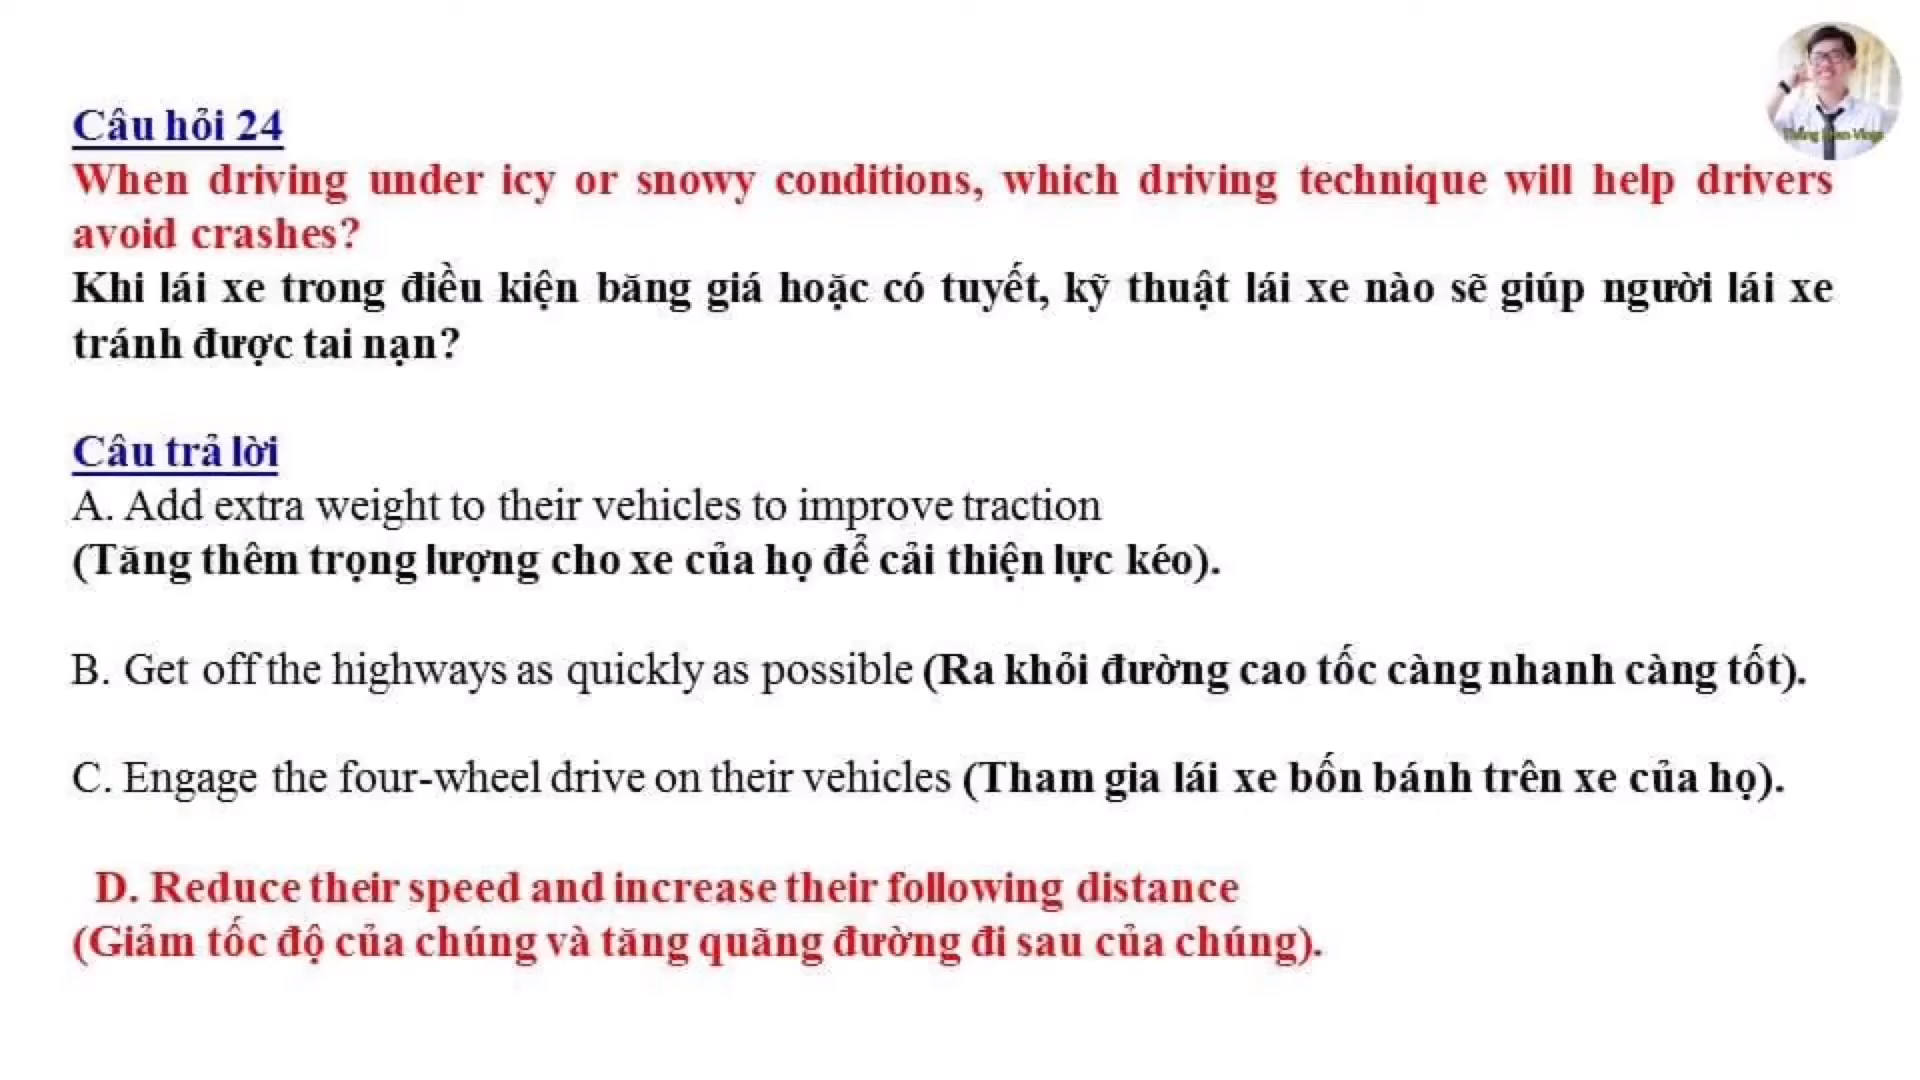 Câu hỏi 24
When driving under icy or snowy conditions, which driving technique will help drivers
avoid crashes?
Khi lái xe trong điều kiện băng giá hoặc có tuyết, kỹ thuật lái xe nào sẽ giúp người lái xe
tránh được tai nạn?
Câu trả lời
A. Add extra weight to their vehicles to improve traction
(Tăng thêm trọng lượng cho xe của họ để cải thiện lực kéo).
B. Get off the highways as quickly as possible (Ra khỏi đường cao tốc càng nhanh càng tốt).
C. Engage the four-wheel drive on their vehicles (Tham gia lái xe bốn bánh trên xe của họ).
D. Reduce their speed and increase their following distance
(Giảm tốc độ của chúng và tăng quãng đường đi sau của chúng).